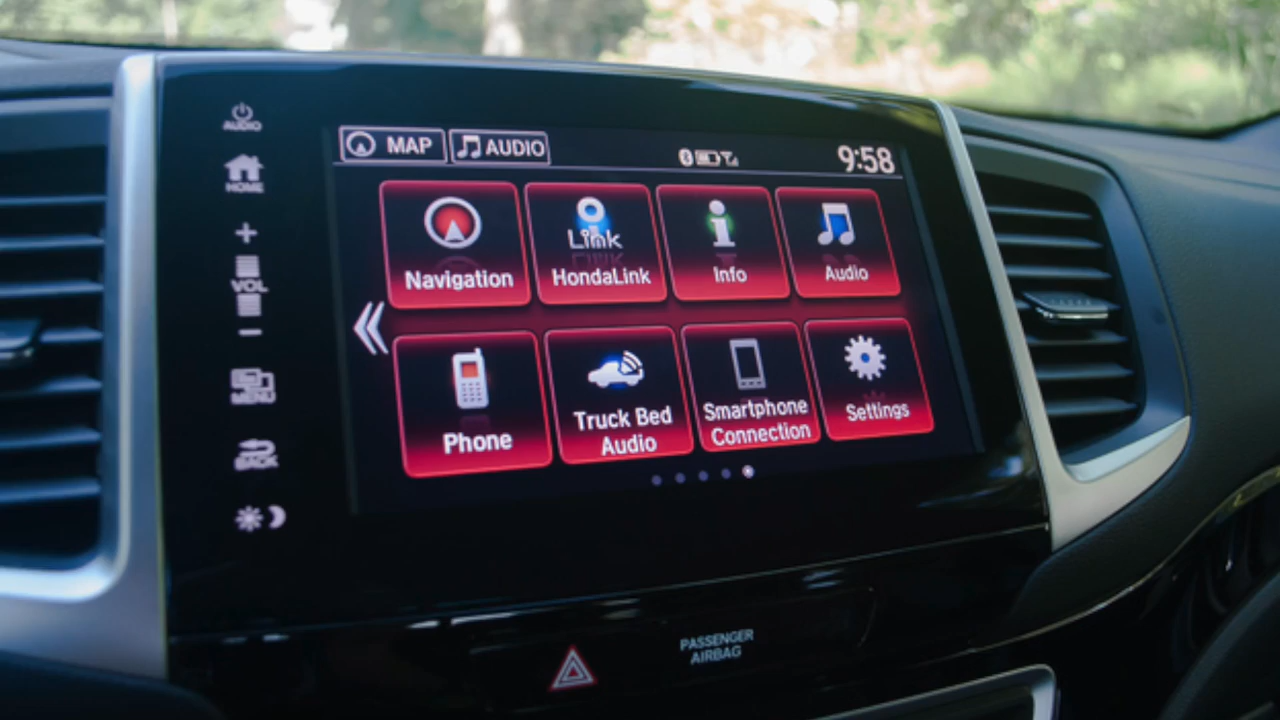 AUDIO
HOME
+
VOL
−
MENU
BACK
MAP
AUDIO
9:58
Navigation
Link
HondaLink
i
Info
Audio
Phone
Truck Bed
Audio
Smartphone
Connection
Settings
PASSENGER
AIRBAG